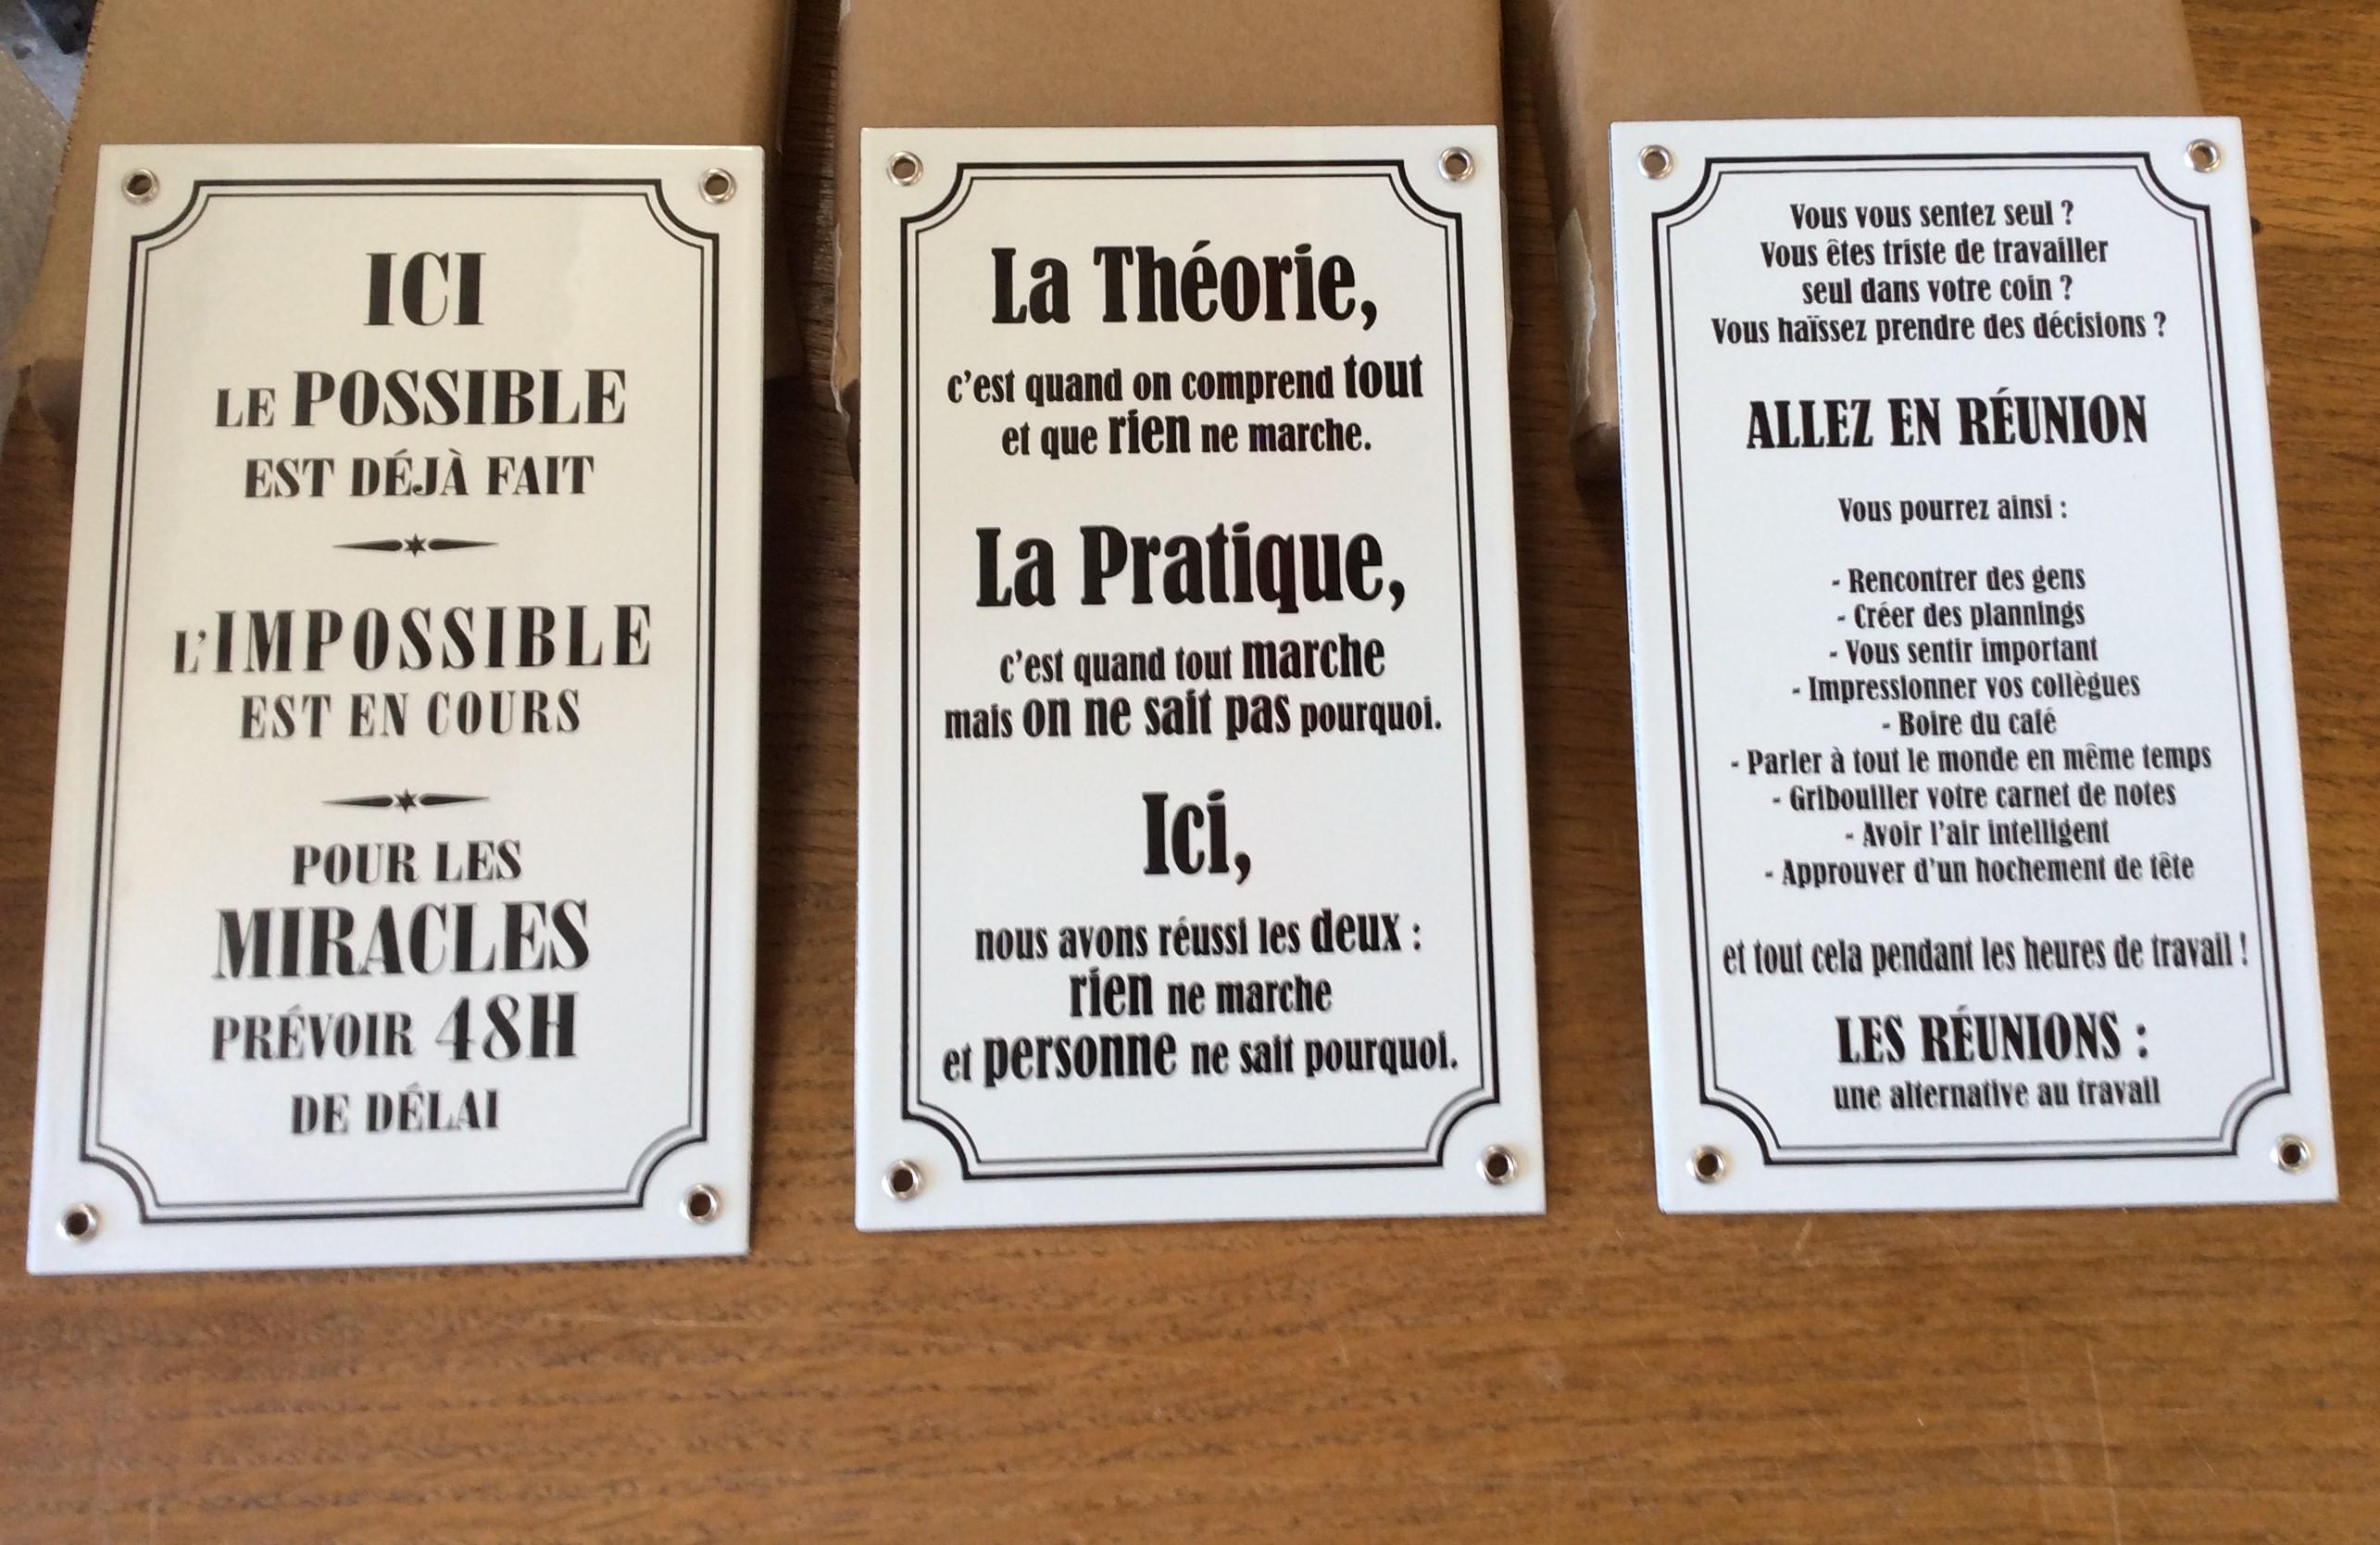 ICI
LE POSSIBLE
EST DÉJÀ FAIT
L'IMPOSSIBLE
EST EN COURS
POUR LES
MIRACLES
PRÉVOIR 48H
DE DÉLAI
La Théorie,
c'est quand on comprend tout
et que rien ne marche.
La Pratique,
c'est quand tout marche
mais on ne sait pas pourquoi.
Ici,
nous avons réussi les deux :
rien ne marche
et personne ne sait pourquoi.
Vous vous sentez seul ?
Vous êtes triste de travailler
seul dans votre coin ?
Vous haïssez prendre des décisions ?
ALLEZ EN RÉUNION
Vous pourrez ainsi :
- Rencontrer des gens
- Créer des plannings
- Vous sentir important
- Impressionner vos collègues
- Boire du café
- Parler à tout le monde en même temps
- Gribouiller votre carnet de notes
- Avoir l'air intelligent
- Approuver d'un hochement de tête
et tout cela pendant les heures de travail !
LES RÉUNIONS :
une alternative au travail